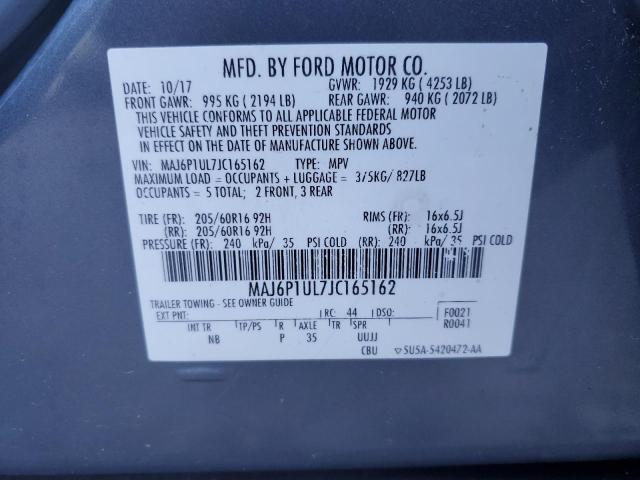 MFD. BY FORD MOTOR CO.
DATE: 10/17 GVWR: 1929 KG ( 4253 LB)
FRONT GAWR: 995 KG ( 2194 LB) REAR GAWR: 940 KG ( 2072 LB)
THIS VEHICLE CONFORMS TO ALL APPLICABLE FEDERAL MOTOR
VEHICLE SAFETY AND THEFT PREVENTION STANDARDS
IN EFFECT ON THE DATE OF MANUFACTURE SHOWN ABOVE.
VIN: MAJ6P1UL7JC165162 TYPE: MPV
MAXIMUM LOAD = OCCUPANTS + LUGGAGE = 375KG/ 827LB
OCCUPANTS = 5 TOTAL; 2 FRONT, 3 REAR
TIRE (FR): 205/60R16 92H RIMS (FR): 16x6.5J
(RR): 205/60R16 92H (RR): 16x6.5J
PRESSURE (FR): 240 kPa/ 35 PSI COLD (RR): 240 kPa/ 35 PSI COLD
MAJ6P1UL7JC165162
TRAILER TOWING - SEE OWNER GUIDE
EXT PNT: RC: 44 DSO: F0021
R0041
INT TR TP/PS R AXLE TR SPR
NB P 35 UUJJ
CBU SU5A-5420472-AA